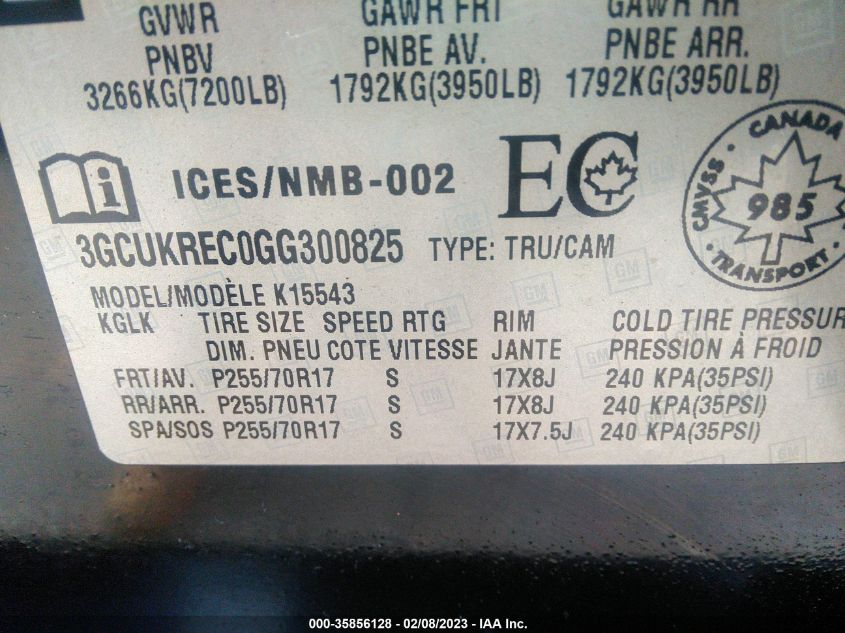 GVWR GAWR FRT GAWR RR
PNBV PNBE AV. PNBE ARR.
3266KG(7200LB) 1792KG(3950LB) 1792KG(3950LB)
i ICES/NMB-002 EC CANADA CMVSS 985 TRANSPORT
3GCUKREC0GG300825 TYPE: TRU/CAM
MODEL/MODÈLE K15543
KGLK TIRE SIZE SPEED RTG RIM COLD TIRE PRESSUR
DIM. PNEU COTE VITESSE JANTE PRESSION À FROID
FRT/AV. P255/70R17 S 17X8J 240 KPA(35PSI)
RR/ARR. P255/70R17 S 17X8J 240 KPA(35PSI)
SPA/SOS P255/70R17 S 17X7.5J 240 KPA(35PSI)
000-35856128 - 02/08/2023 - IAA Inc.